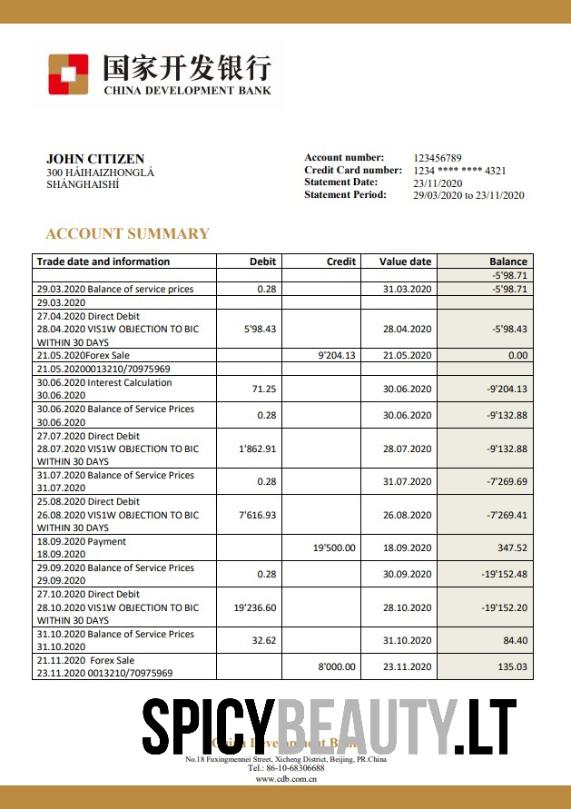 国家开发银行
CHINA DEVELOPMENT BANK
JOHN CITIZEN
300 HÁIHAIZHONGLÅ
SHÁNGHAISHÍ
Account number: 123456789
Credit Card number: 1234 **** **** 4321
Statement Date: 23/11/2020
Statement Period: 29/03/2020 to 23/11/2020
ACCOUNT SUMMARY
Trade date and information Debit Credit Value date Balance
-5'98.71
29.03.2020 Balance of service prices 0.28 31.03.2020 -5'98.71
29.03.2020
27.04.2020 Direct Debit
28.04.2020 VIS1W OBJECTION TO BIC 5'98.43 28.04.2020 -5'98.43
WITHIN 30 DAYS
21.05.2020Forex Sale 9'204.13 21.05.2020 0.00
21.05.20200013210/70975969
30.06.2020 Interest Calculation 71.25 30.06.2020 -9'204.13
30.06.2020
30.06.2020 Balance of Service Prices 0.28 30.06.2020 -9'132.88
30.06.2020
27.07.2020 Direct Debit
28.07.2020 VIS1W OBJECTION TO BIC 1'862.91 28.07.2020 -9'132.88
WITHIN 30 DAYS
31.07.2020 Balance of Service Prices 0.28 31.07.2020 -7'269.69
31.07.2020
25.08.2020 Direct Debit
26.08.2020 VIS1W OBJECTION TO BIC 7'616.93 26.08.2020 -7'269.41
WITHIN 30 DAYS
18.09.2020 Payment 19'500.00 18.09.2020 347.52
18.09.2020
29.09.2020 Balance of Service Prices 0.28 30.09.2020 -19'152.48
29.09.2020
27.10.2020 Direct Debit
28.10.2020 VIS1W OBJECTION TO BIC 19'236.60 28.10.2020 -19'152.20
WITHIN 30 DAYS
31.10.2020 Balance of Service Prices 32.62 31.10.2020 84.40
31.10.2020
21.11.2020 Forex Sale 8'000.00 23.11.2020 135.03
23.11.2020 0013210/70975969
SPICYBEAUTY.LT
China Development Bank
No.18 Fuxingmennei Street, Xicheng District, Beijing, PR.China
Tel.: 86-10-68306688
www.cdb.com.cn